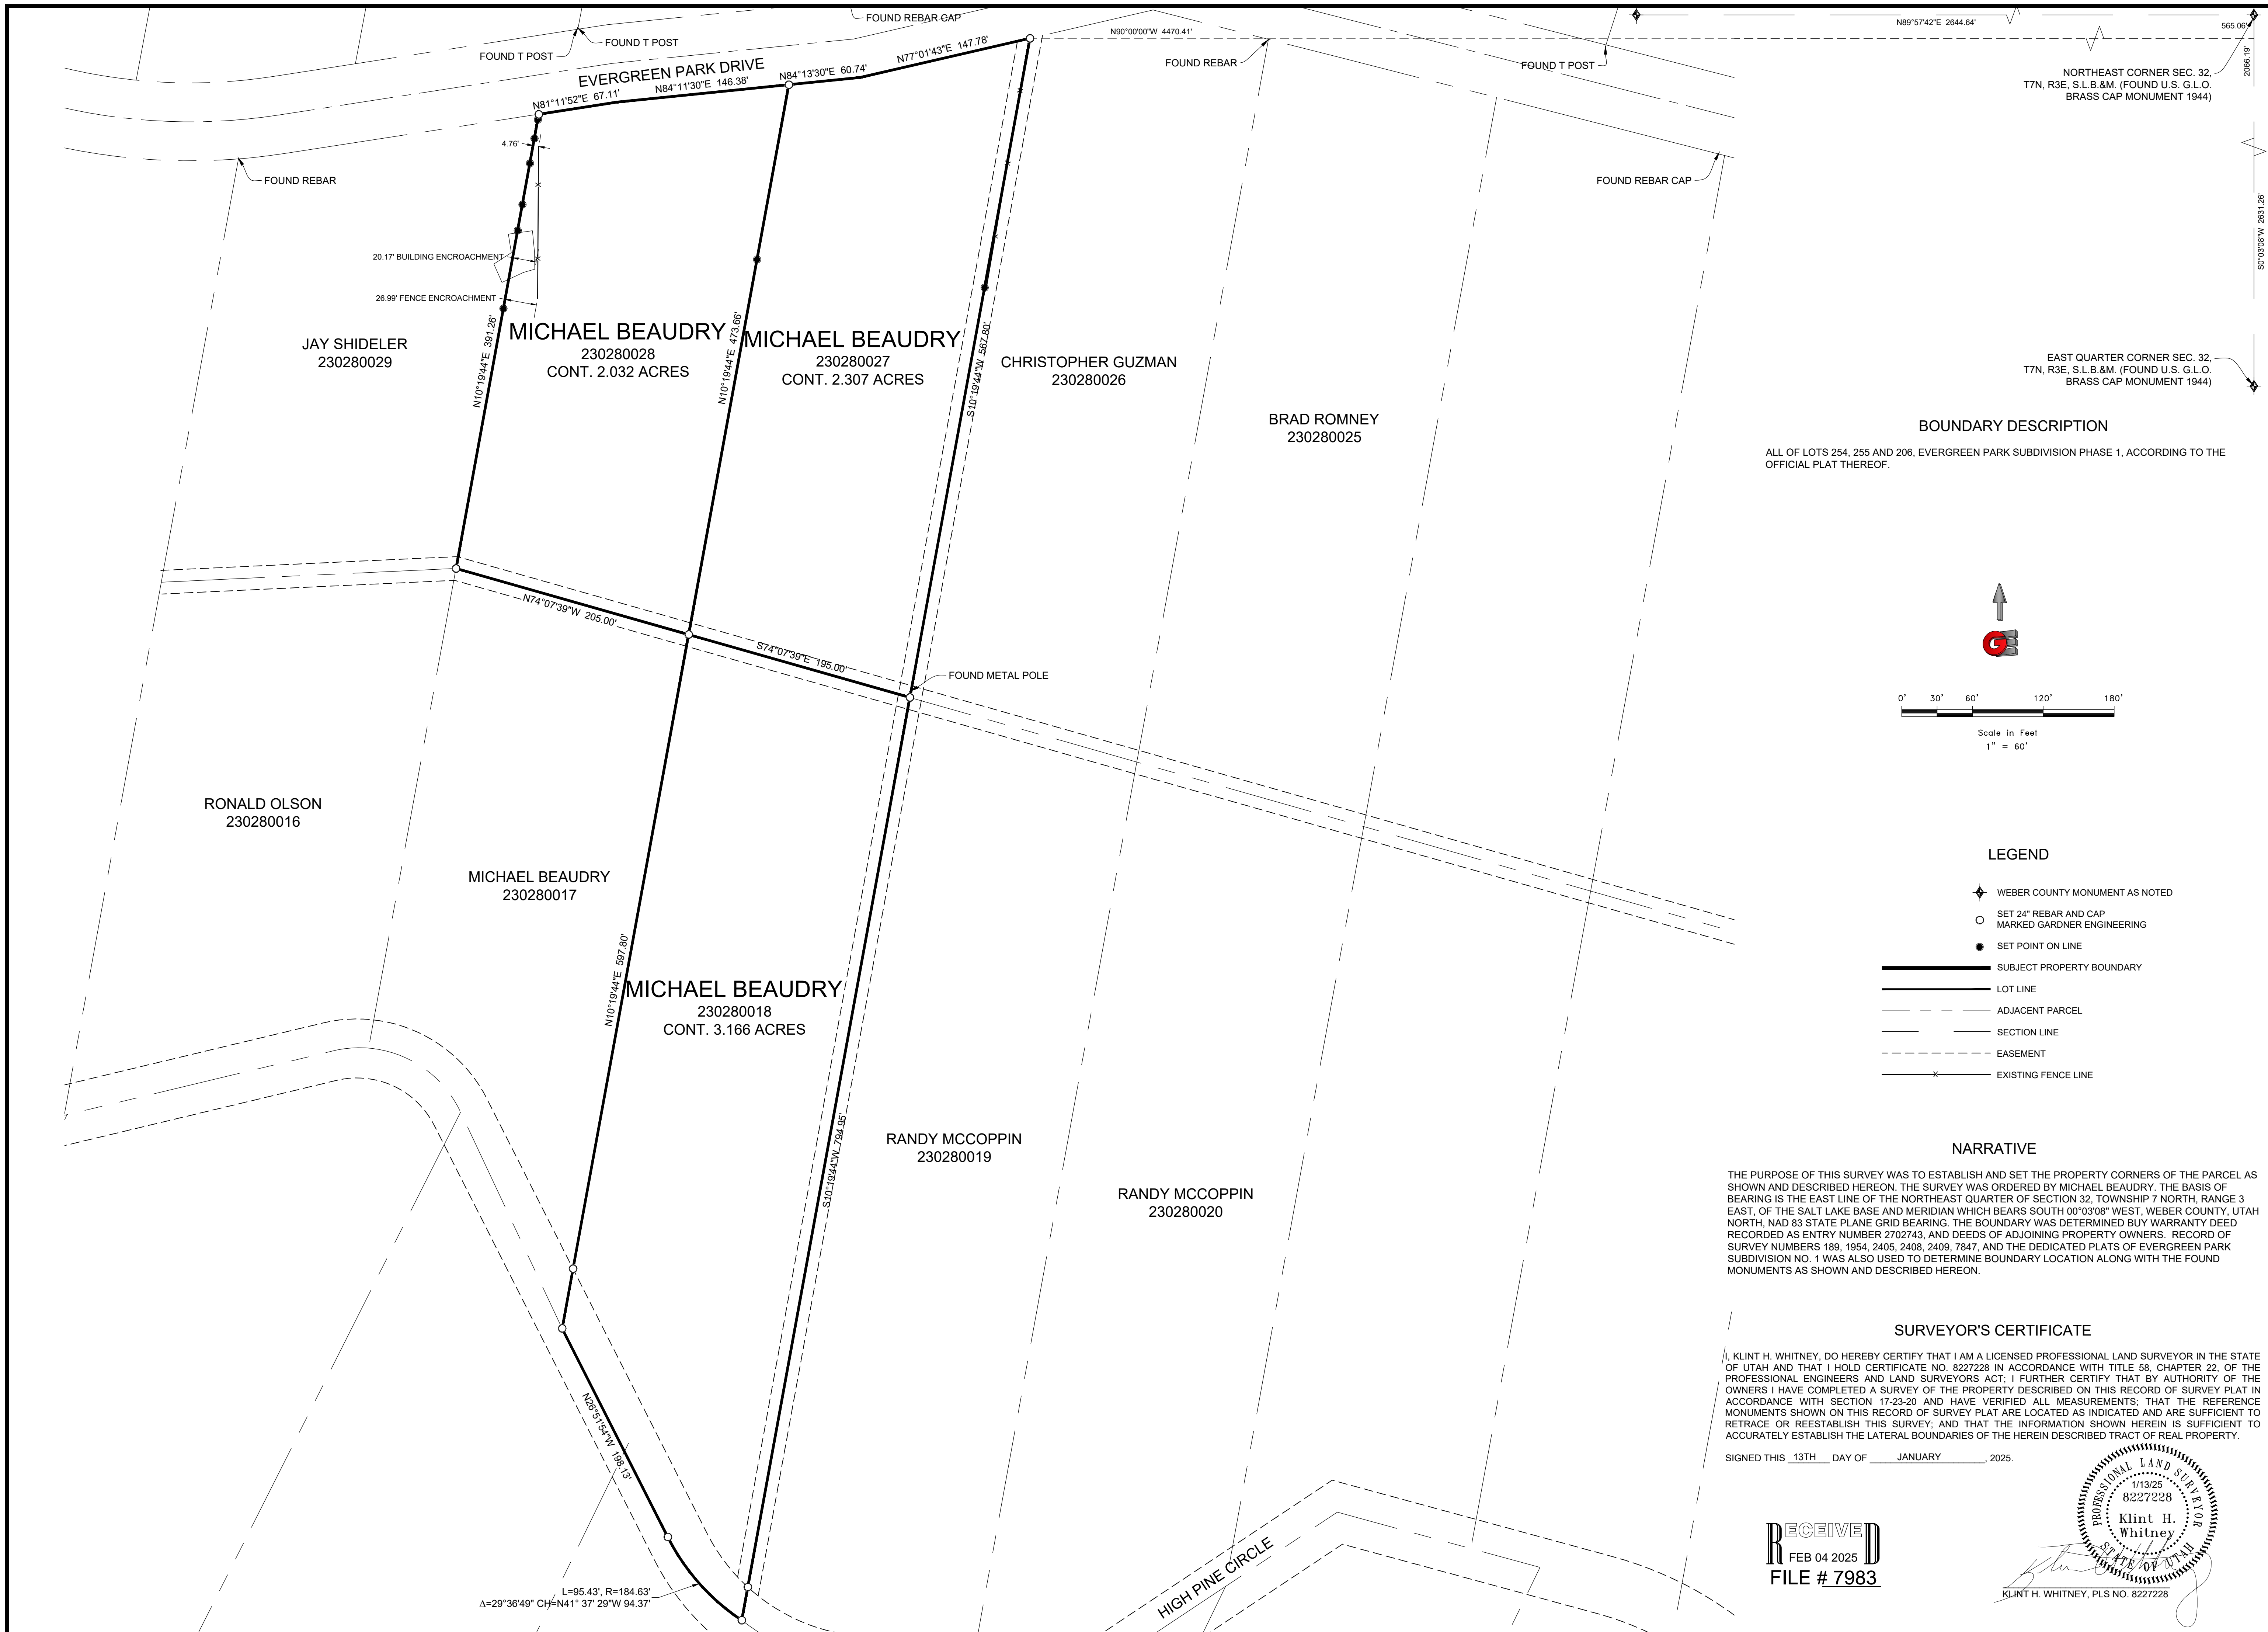 FOUND REBAR CAP
FOUND T POST
FOUND T POST
EVERGREEN PARK DRIVE
N81°11'52"E 67.11'
N84°11'30"E 146.38'
N84°13'30"E 60.74'
N77°01'43"E 147.78'
N90°00'00"W 4470.41'
FOUND REBAR
FOUND T POST
N89°57'42"E 2644.64'
565.06'
2066.19'
NORTHEAST CORNER SEC. 32,
T7N, R3E, S.L.B.&M. (FOUND U.S. G.L.O.
BRASS CAP MONUMENT 1944)
S0°03'08"W 2631.26'
4.76'
FOUND REBAR
FOUND REBAR CAP
20.17' BUILDING ENCROACHMENT
26.99' FENCE ENCROACHMENT
JAY SHIDELER
230280029
N10°19'44"E 391.26'
MICHAEL BEAUDRY
230280028
CONT. 2.032 ACRES
N10°19'44"E 473.66'
MICHAEL BEAUDRY
230280027
CONT. 2.307 ACRES
S10°19'44"W 567.80'
CHRISTOPHER GUZMAN
230280026
BRAD ROMNEY
230280025
EAST QUARTER CORNER SEC. 32,
T7N, R3E, S.L.B.&M. (FOUND U.S. G.L.O.
BRASS CAP MONUMENT 1944)
BOUNDARY DESCRIPTION
ALL OF LOTS 254, 255 AND 206, EVERGREEN PARK SUBDIVISION PHASE 1, ACCORDING TO THE
OFFICIAL PLAT THEREOF.
N74°07'39"W 205.00'
S74°07'39"E 195.00'
FOUND METAL POLE
GE
0' 30' 60' 120' 180'
Scale in Feet
1" = 60'
RONALD OLSON
230280016
MICHAEL BEAUDRY
230280017
N10°19'44"E 597.80'
MICHAEL BEAUDRY
230280018
CONT. 3.166 ACRES
S10°19'44"W 794.95'
RANDY MCCOPPIN
230280019
RANDY MCCOPPIN
230280020
LEGEND
WEBER COUNTY MONUMENT AS NOTED
SET 24" REBAR AND CAP
MARKED GARDNER ENGINEERING
SET POINT ON LINE
SUBJECT PROPERTY BOUNDARY
LOT LINE
ADJACENT PARCEL
SECTION LINE
EASEMENT
EXISTING FENCE LINE
NARRATIVE
THE PURPOSE OF THIS SURVEY WAS TO ESTABLISH AND SET THE PROPERTY CORNERS OF THE PARCEL AS
SHOWN AND DESCRIBED HEREON. THE SURVEY WAS ORDERED BY MICHAEL BEAUDRY. THE BASIS OF
BEARING IS THE EAST LINE OF THE NORTHEAST QUARTER OF SECTION 32, TOWNSHIP 7 NORTH, RANGE 3
EAST, OF THE SALT LAKE BASE AND MERIDIAN WHICH BEARS SOUTH 00°03'08" WEST, WEBER COUNTY, UTAH
NORTH, NAD 83 STATE PLANE GRID BEARING. THE BOUNDARY WAS DETERMINED BUY WARRANTY DEED
RECORDED AS ENTRY NUMBER 2702743, AND DEEDS OF ADJOINING PROPERTY OWNERS. RECORD OF
SURVEY NUMBERS 189, 1954, 2405, 2408, 2409, 7847, AND THE DEDICATED PLATS OF EVERGREEN PARK
SUBDIVISION NO. 1 WAS ALSO USED TO DETERMINE BOUNDARY LOCATION ALONG WITH THE FOUND
MONUMENTS AS SHOWN AND DESCRIBED HEREON.
SURVEYOR'S CERTIFICATE
I, KLINT H. WHITNEY, DO HEREBY CERTIFY THAT I AM A LICENSED PROFESSIONAL LAND SURVEYOR IN THE STATE
OF UTAH AND THAT I HOLD CERTIFICATE NO. 8227228 IN ACCORDANCE WITH TITLE 58, CHAPTER 22, OF THE
PROFESSIONAL ENGINEERS AND LAND SURVEYORS ACT; I FURTHER CERTIFY THAT BY AUTHORITY OF THE
OWNERS I HAVE COMPLETED A SURVEY OF THE PROPERTY DESCRIBED ON THIS RECORD OF SURVEY PLAT IN
ACCORDANCE WITH SECTION 17-23-20 AND HAVE VERIFIED ALL MEASUREMENTS; THAT THE REFERENCE
MONUMENTS SHOWN ON THIS RECORD OF SURVEY PLAT ARE LOCATED AS INDICATED AND ARE SUFFICIENT TO
RETRACE OR REESTABLISH THIS SURVEY; AND THAT THE INFORMATION SHOWN HEREIN IS SUFFICIENT TO
ACCURATELY ESTABLISH THE LATERAL BOUNDARIES OF THE HEREIN DESCRIBED TRACT OF REAL PROPERTY.
SIGNED THIS 13TH DAY OF JANUARY, 2025.
PROFESSIONAL LAND SURVEYOR
1/13/25
8227228
Klint H.
Whitney
STATE OF UTAH
KLINT H. WHITNEY, PLS NO. 8227228
RECEIVED
FEB 04 2025
FILE # 7983
N26°51'54"W 198.13'
L=95.43', R=184.63'
Δ=29°36'49" CH=N41° 37' 29"W 94.37'
HIGH PINE CIRCLE